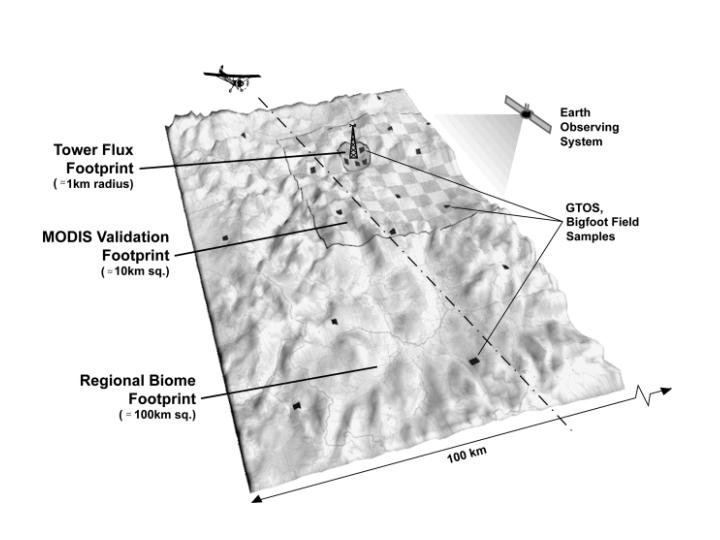 Earth
Observing
System
Tower Flux
Footprint
( ≈1km radius)
GTOS,
Bigfoot Field
Samples
MODIS Validation
Footprint
( ≈10km sq.)
Regional Biome
Footprint
( ≈ 100km sq.)
100 km